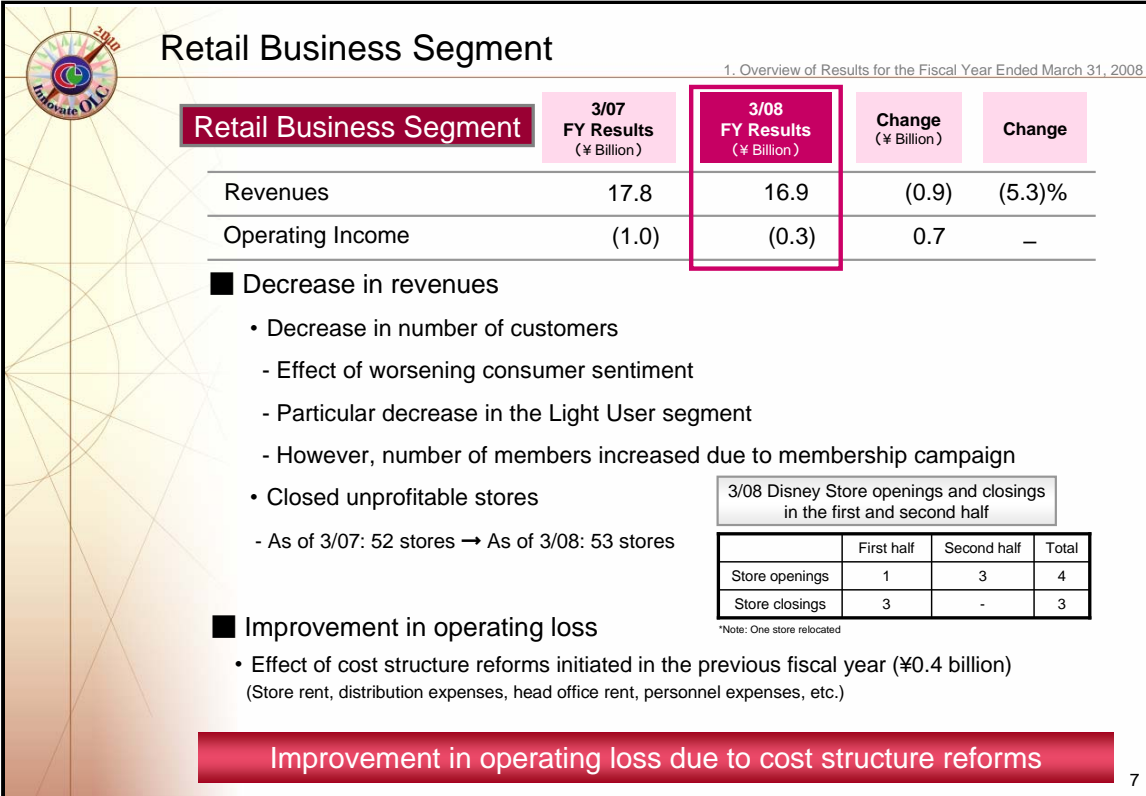 2010
Innovate OLC
Retail Business Segment
1. Overview of Results for the Fiscal Year Ended March 31, 2008
Retail Business Segment
3/07 FY Results (¥ Billion)
3/08 FY Results (¥ Billion)
Change (¥ Billion)
Change
Revenues 17.8 16.9 (0.9) (5.3)%
Operating Income (1.0) (0.3) 0.7 –
■ Decrease in revenues
• Decrease in number of customers
- Effect of worsening consumer sentiment
- Particular decrease in the Light User segment
- However, number of members increased due to membership campaign
• Closed unprofitable stores
- As of 3/07: 52 stores → As of 3/08: 53 stores
3/08 Disney Store openings and closings
in the first and second half
First half Second half Total
Store openings 1 3 4
Store closings 3 - 3
*Note: One store relocated
■ Improvement in operating loss
• Effect of cost structure reforms initiated in the previous fiscal year (¥0.4 billion)
(Store rent, distribution expenses, head office rent, personnel expenses, etc.)
Improvement in operating loss due to cost structure reforms
7